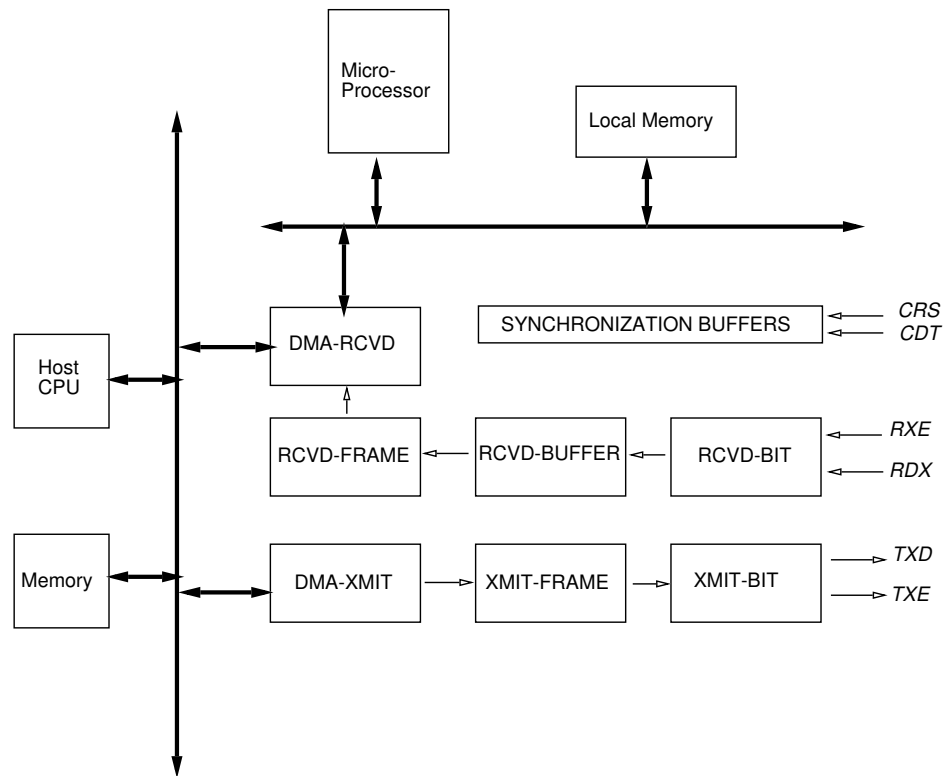 Micro-
Processor
Local Memory
SYNCHRONIZATION BUFFERS
CRS
CDT
DMA-RCVD
Host
CPU
RCVD-FRAME
RCVD-BUFFER
RCVD-BIT
RXE
RDX
Memory
DMA-XMIT
XMIT-FRAME
XMIT-BIT
TXD
TXE